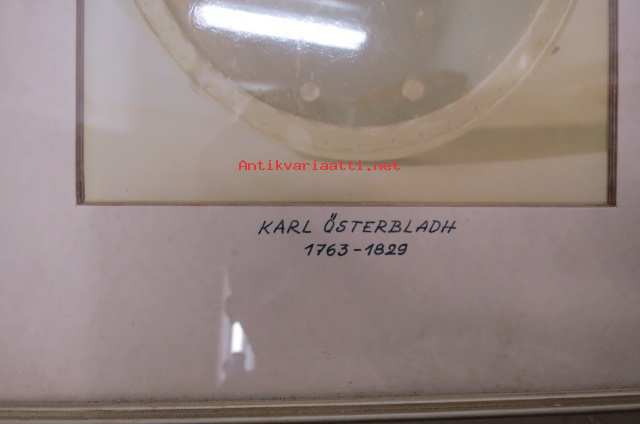 Antikvariaatti.net
KARL ÖSTERBLADH
1763-1829